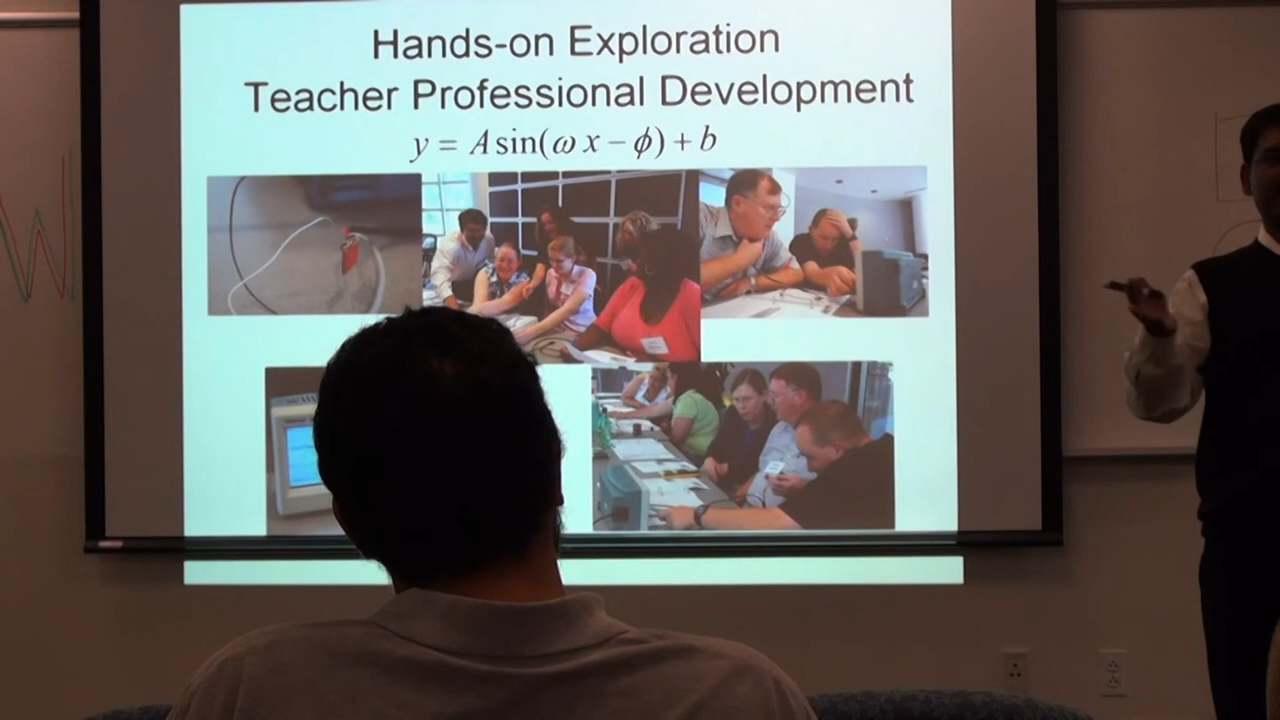 Hands-on Exploration
Teacher Professional Development
y = A sin(ω x − ϕ) + b